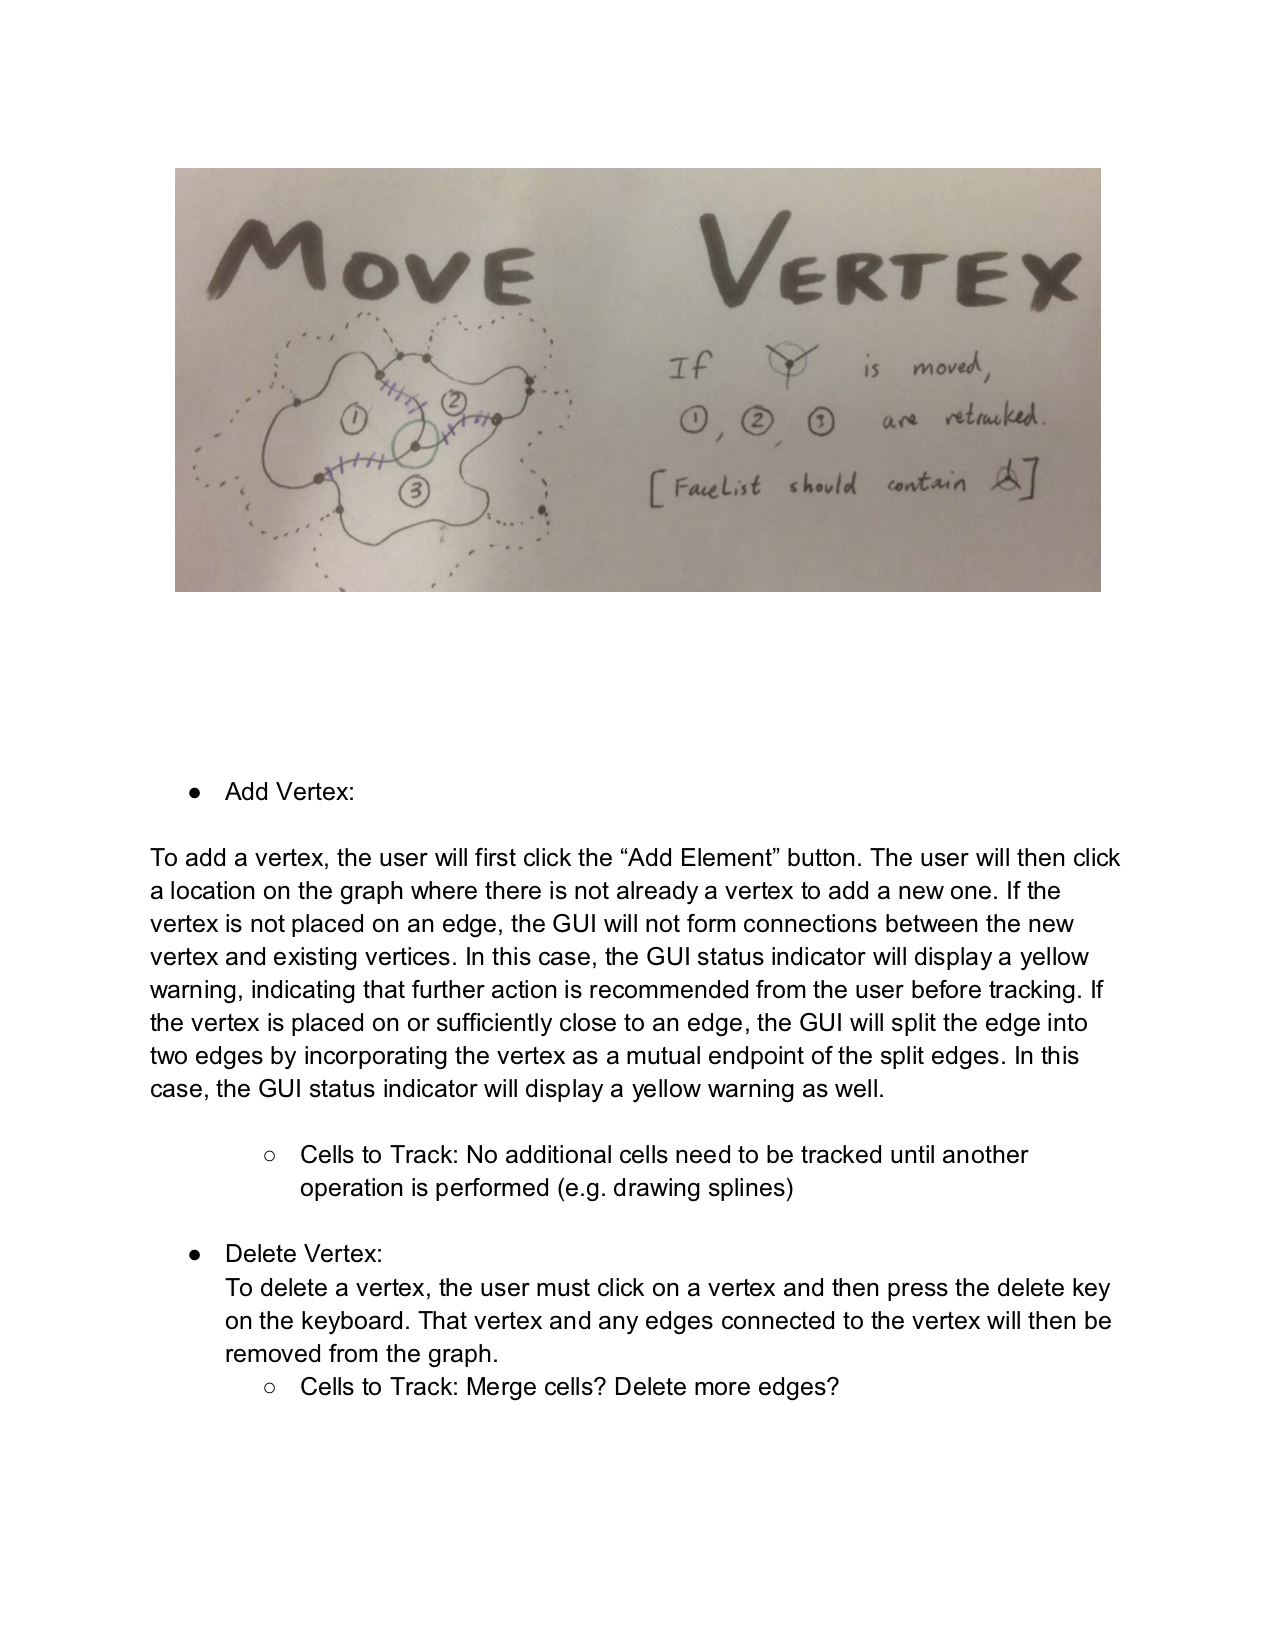 MOVE VERTEX
If is moved,
①, ②, ③ are retracked.
[FaceList should contain ]
①
②
③
● Add Vertex:
To add a vertex, the user will first click the “Add Element” button. The user will then click
a location on the graph where there is not already a vertex to add a new one. If the
vertex is not placed on an edge, the GUI will not form connections between the new
vertex and existing vertices. In this case, the GUI status indicator will display a yellow
warning, indicating that further action is recommended from the user before tracking. If
the vertex is placed on or sufficiently close to an edge, the GUI will split the edge into
two edges by incorporating the vertex as a mutual endpoint of the split edges. In this
case, the GUI status indicator will display a yellow warning as well.
○ Cells to Track: No additional cells need to be tracked until another
operation is performed (e.g. drawing splines)
● Delete Vertex:
To delete a vertex, the user must click on a vertex and then press the delete key
on the keyboard. That vertex and any edges connected to the vertex will then be
removed from the graph.
○ Cells to Track: Merge cells? Delete more edges?